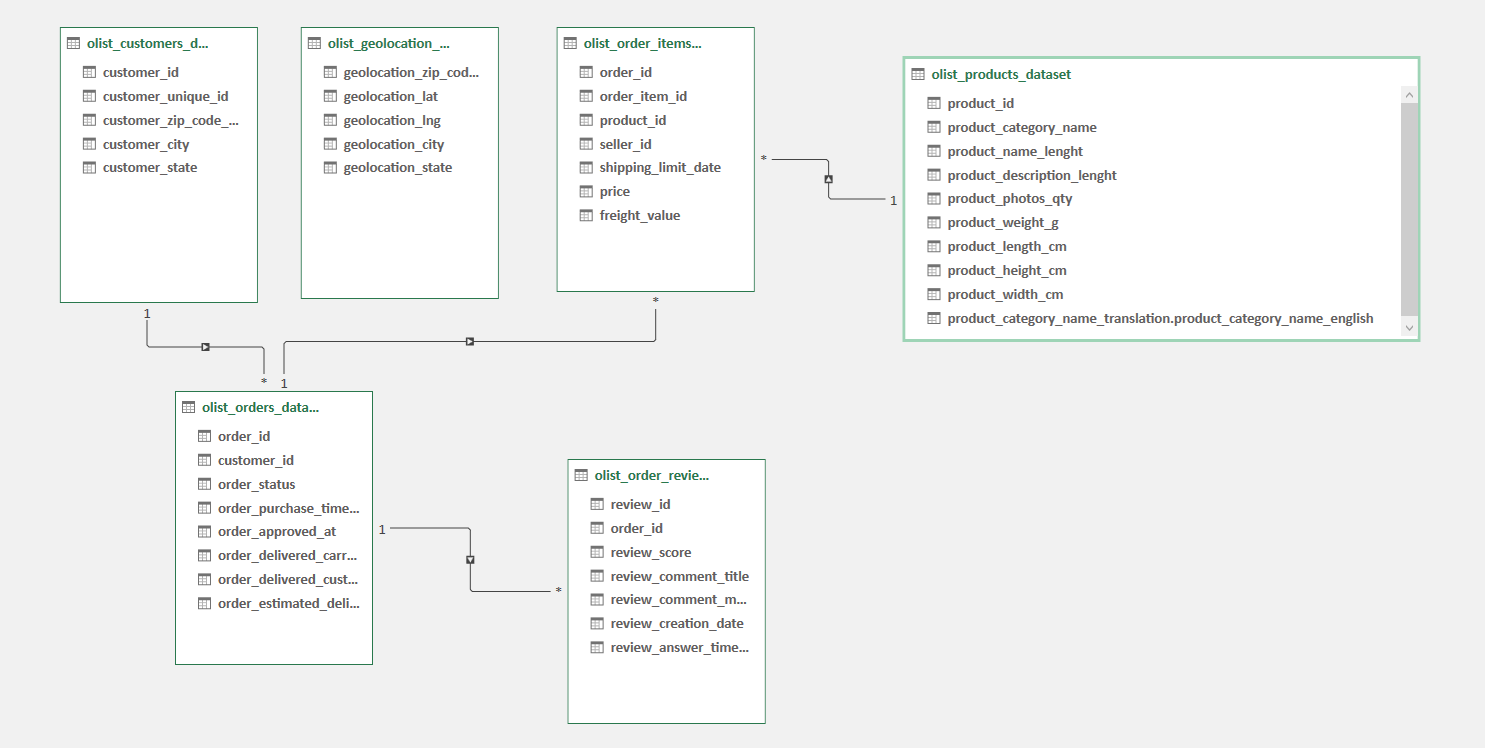 olist_customers_d...
customer_id
customer_unique_id
customer_zip_code_...
customer_city
customer_state
olist_geolocation_...
geolocation_zip_cod...
geolocation_lat
geolocation_lng
geolocation_city
geolocation_state
olist_order_items...
order_id
order_item_id
product_id
seller_id
shipping_limit_date
price
freight_value
olist_products_dataset
product_id
product_category_name
product_name_lenght
product_description_lenght
product_photos_qty
product_weight_g
product_length_cm
product_height_cm
product_width_cm
product_category_name_translation.product_category_name_english
*
1
1
*
*
1
olist_orders_data...
order_id
customer_id
order_status
order_purchase_time...
order_approved_at
order_delivered_carr...
order_delivered_cust...
order_estimated_deli...
1
*
olist_order_revie...
review_id
order_id
review_score
review_comment_title
review_comment_m...
review_creation_date
review_answer_time...